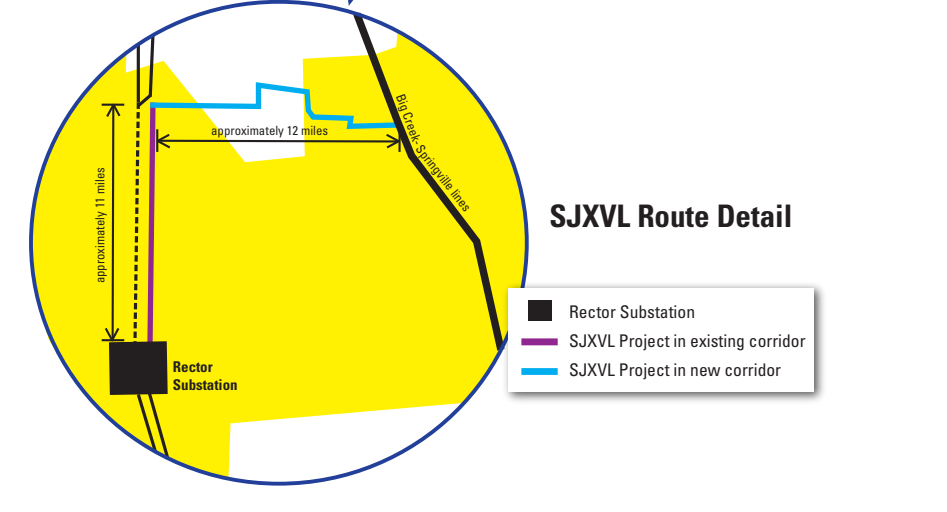 approximately 12 miles
Big Creek-Springville lines
approximately 11 miles
Rector
Substation
SJXVL Route Detail
Rector Substation
SJXVL Project in existing corridor
SJXVL Project in new corridor